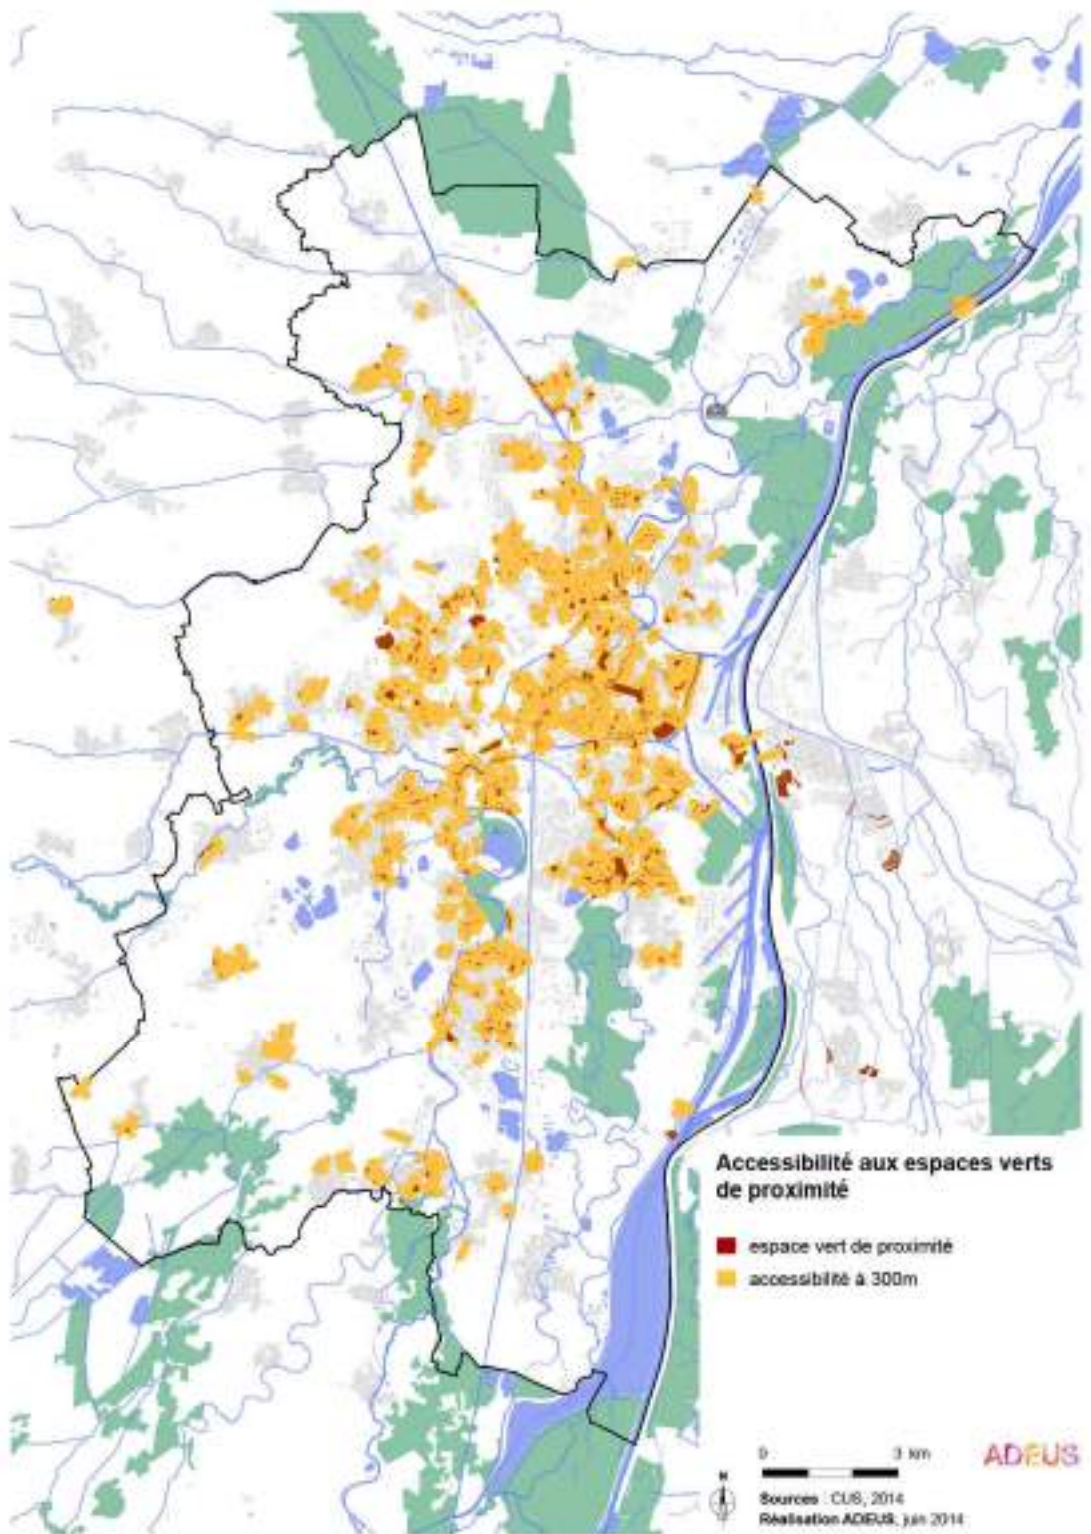 Accessibilité aux espaces verts
de proximité
espace vert de proximité
accessibilité à 300m
0 3 km
ADEUS
N
Sources : CUS, 2014
Réalisation ADEUS, juin 2014